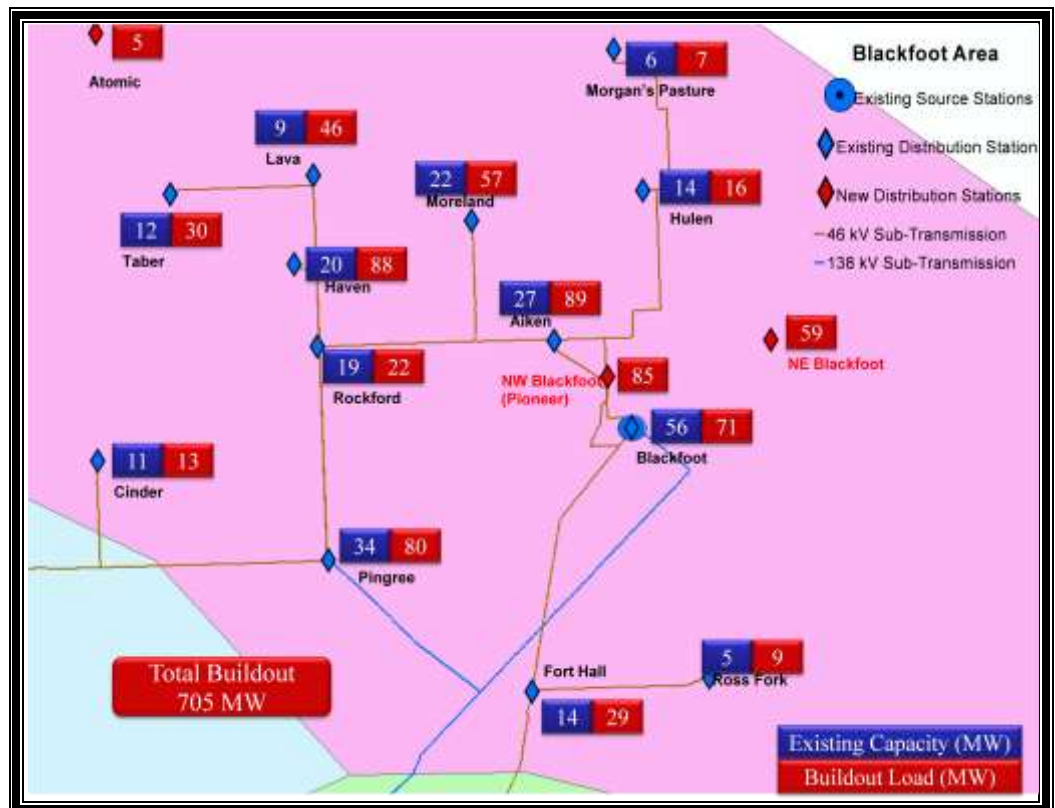 Blackfoot Area
Existing Source Stations
Existing Distribution Station
New Distribution Stations
46 kV Sub-Transmission
138 kV Sub-Transmission
5
Atomic
6 7
Morgan's Pasture
9 46
Lava
22 57
Moreland
14 16
Hulen
12 30
Taber
20 88
Haven
27 89
Aiken
59
NE Blackfoot
19 22
Rockford
NW Blackfoot
(Pioneer)
85
56 71
Blackfoot
11 13
Cinder
34 80
Pingree
Total Buildout
705 MW
Fort Hall
14 29
5 9
Ross Fork
Existing Capacity (MW)
Buildout Load (MW)